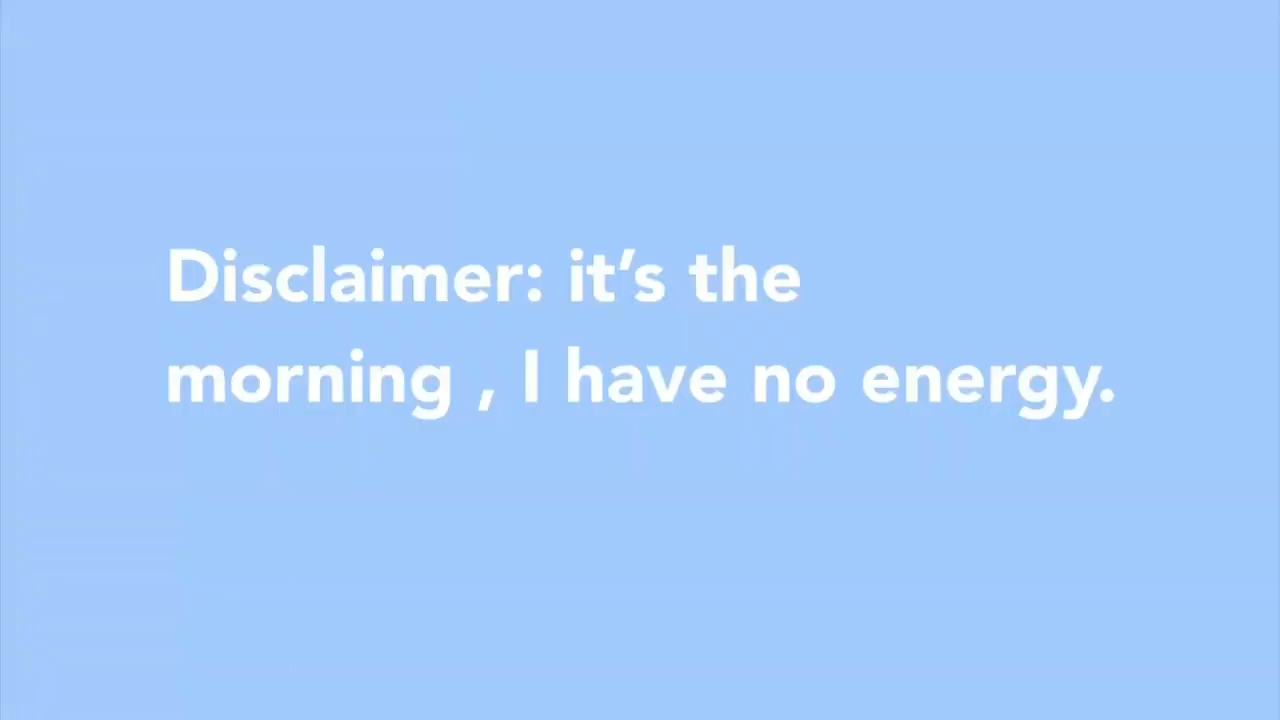 Disclaimer: it’s the
morning , I have no energy.